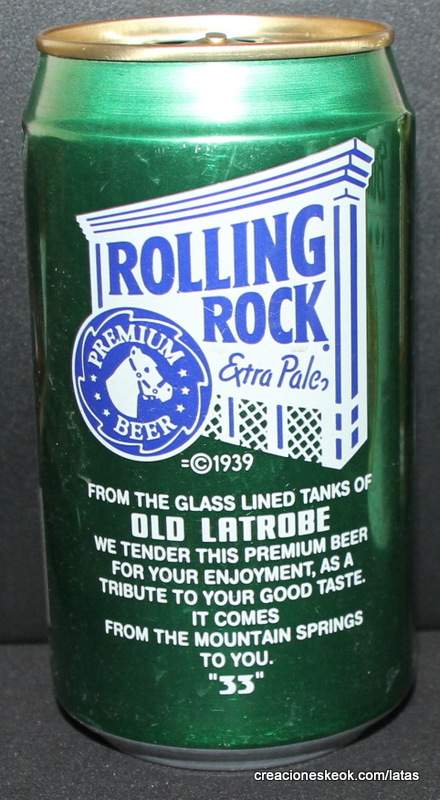 ROLLING
ROCK
Extra Pale
PREMIUM
BEER
=©1939
FROM THE GLASS LINED TANKS OF
OLD LATROBE
WE TENDER THIS PREMIUM BEER
FOR YOUR ENJOYMENT, AS A
TRIBUTE TO YOUR GOOD TASTE.
IT COMES
FROM THE MOUNTAIN SPRINGS
TO YOU.
"33"
creacioneskeok.com/latas